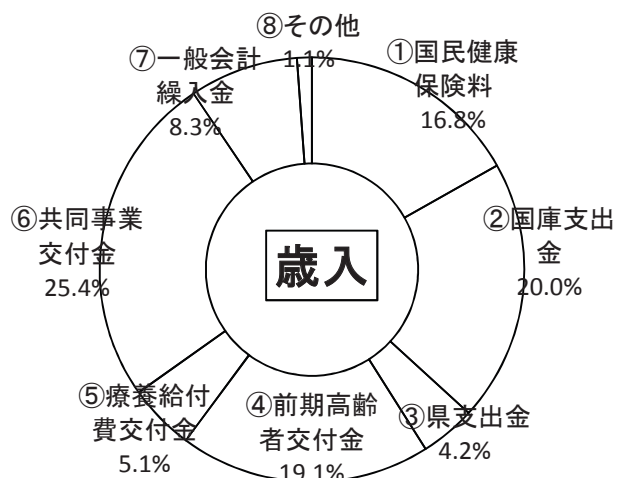 ⑧その他
1.1%
①国民健康
保険料
16.8%
②国庫支出
金
20.0%
③県支出金
4.2%
④前期高齢
者交付金
19.1%
⑤療養給付
費交付金
5.1%
⑥共同事業
交付金
25.4%
⑦一般会計
繰入金
8.3%
歳入